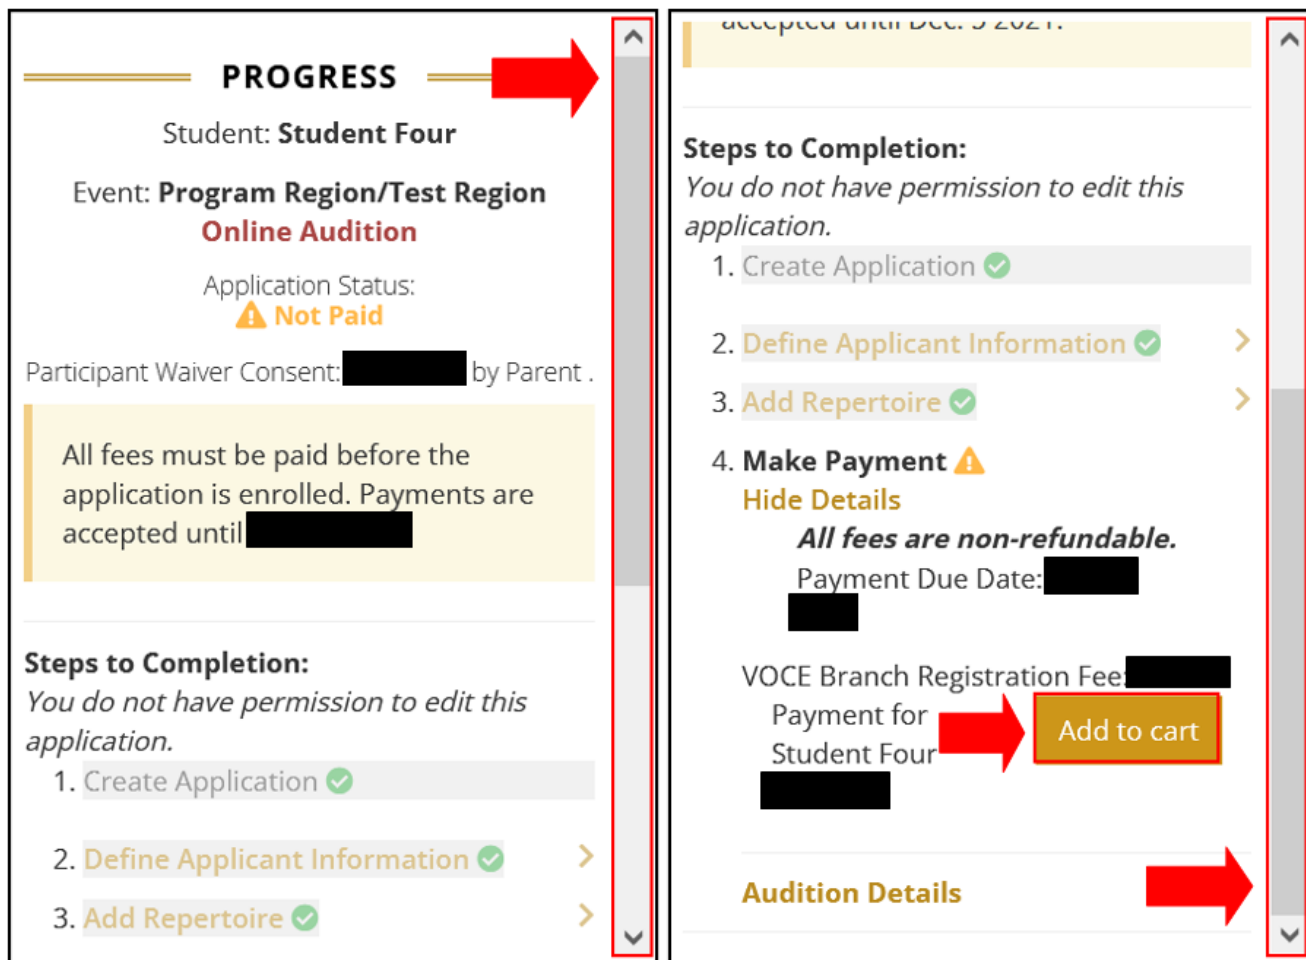 PROGRESS
Student: Student Four
Event: Program Region/Test Region
Online Audition
Application Status:
Not Paid
Participant Waiver Consent: by Parent .
All fees must be paid before the
application is enrolled. Payments are
accepted until
Steps to Completion:
You do not have permission to edit this
application.
1. Create Application
2. Define Applicant Information
3. Add Repertoire
accepted until Dec. 5 2021.
Steps to Completion:
You do not have permission to edit this
application.
1. Create Application
2. Define Applicant Information
3. Add Repertoire
4. Make Payment
Hide Details
All fees are non-refundable.
Payment Due Date:
VOCE Branch Registration Fee:
Payment for
Student Four
Add to cart
Audition Details